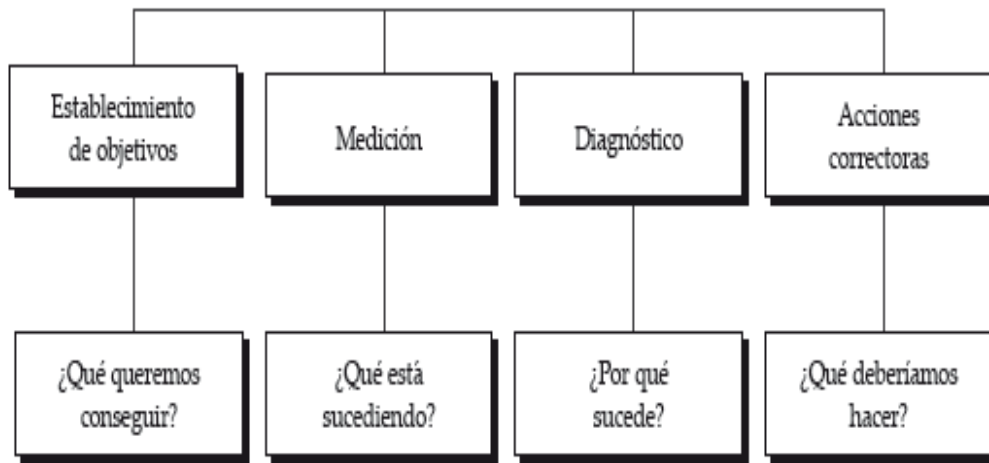 Establecimiento
de objetivos
Medición
Diagnóstico
Acciones
correctoras
¿Qué queremos
conseguir?
¿Qué está
sucediendo?
¿Por qué
sucede?
¿Qué deberíamos
hacer?